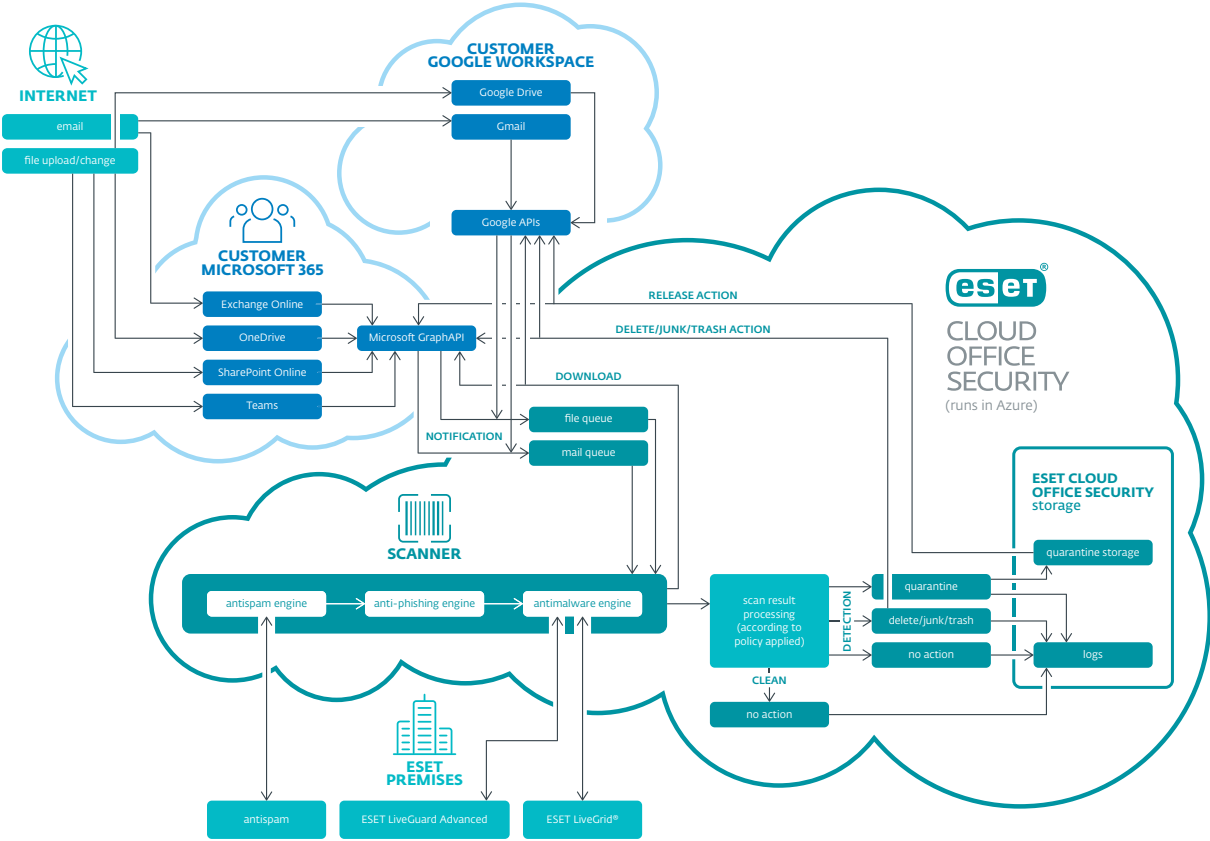 INTERNET
email
file upload/change
CUSTOMER
GOOGLE WORKSPACE
Google Drive
Gmail
Google APIs
CUSTOMER
MICROSOFT 365
Exchange Online
OneDrive
SharePoint Online
Teams
Microsoft GraphAPI
RELEASE ACTION
DELETE/JUNK/TRASH ACTION
DOWNLOAD
NOTIFICATION
file queue
mail queue
eset®
CLOUD
OFFICE
SECURITY
(runs in Azure)
ESET CLOUD
OFFICE SECURITY
storage
quarantine storage
logs
SCANNER
antispam engine
anti-phishing engine
antimalware engine
scan result
processing
(according to
policy applied)
DETECTION
quarantine
delete/junk/trash
no action
CLEAN
no action
ESET
PREMISES
antispam
ESET LiveGuard Advanced
ESET LiveGrid®